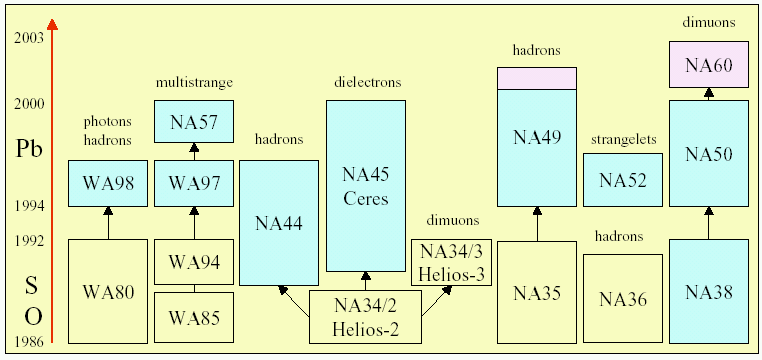 2003
2000
Pb
1994
1992
S
O
1986
photons
hadrons
WA98
WA80
multistrange
NA57
WA97
WA94
WA85
hadrons
NA44
dielectrons
NA45
Ceres
NA34/2
Helios-2
dimuons
NA34/3
Helios-3
hadrons
NA49
NA35
strangelets
NA52
hadrons
NA36
dimuons
NA60
NA50
NA38